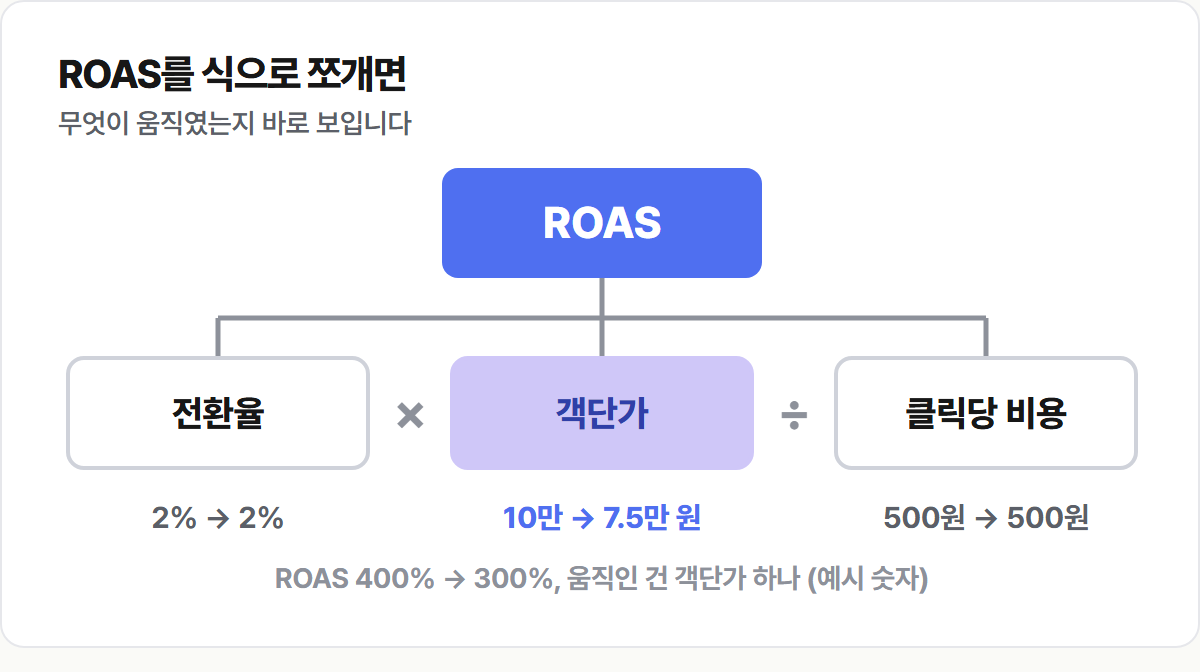 ROAS를 식으로 쪼개면
무엇이 움직였는지 바로 보입니다
ROAS
전환율 × 객단가 ÷ 클릭당 비용
2% → 2% 10만 → 7.5만 원 500원 → 500원
ROAS 400% → 300%, 움직인 건 객단가 하나 (예시 숫자)